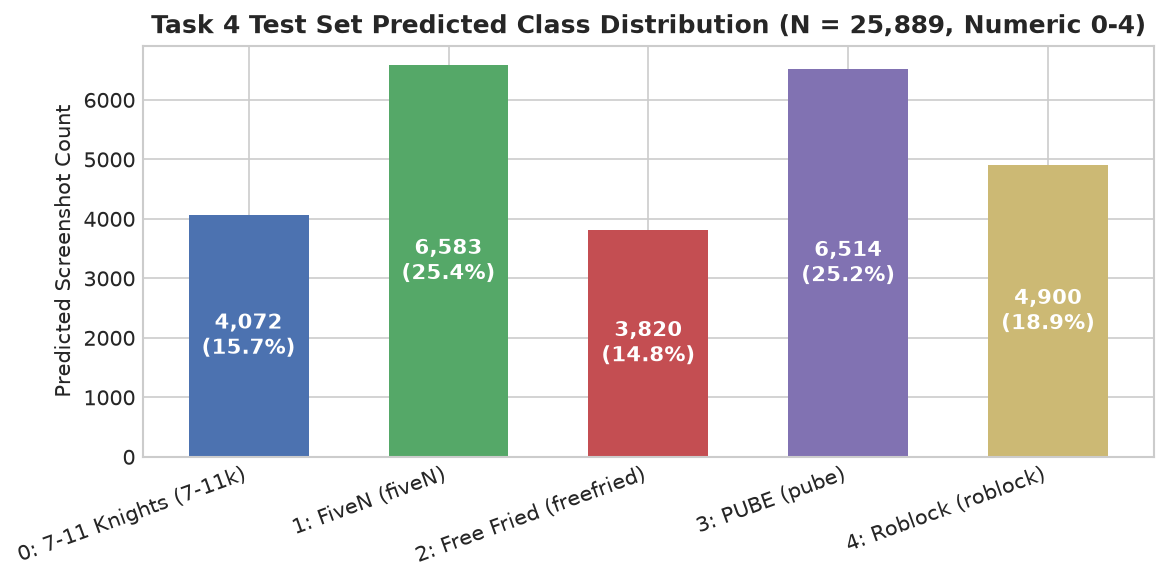 Task 4 Test Set Predicted Class Distribution (N = 25,889, Numeric 0-4)
Predicted Screenshot Count
6000
5000
4000
3000
2000
1000
0
4,072
(15.7%)
6,583
(25.4%)
3,820
(14.8%)
6,514
(25.2%)
4,900
(18.9%)
0: 7-11 Knights (7-11k)
1: FiveN (fiveN)
2: Free Fried (freefried)
3: PUBE (pube)
4: Roblock (roblock)